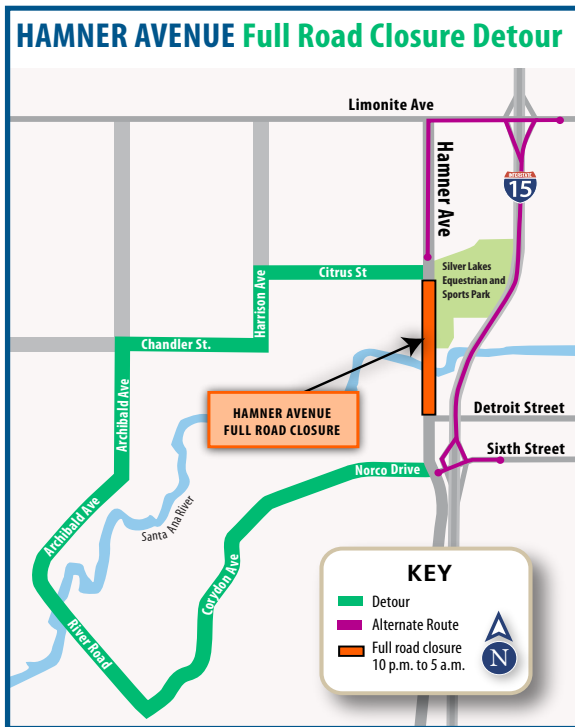 HAMNER AVENUE Full Road Closure Detour
Limonite Ave
Hamner Ave
INTERSTATE
15
Silver Lakes
Equestrian and
Sports Park
Citrus St
Harrison Ave
Chandler St.
Archibald Ave
HAMNER AVENUE
FULL ROAD CLOSURE
Detroit Street
Sixth Street
Norco Drive
Archibald Ave
Santa Ana River
Corydon Ave
River Road
KEY
Detour
Alternate Route
Full road closure
10 p.m. to 5 a.m.
N